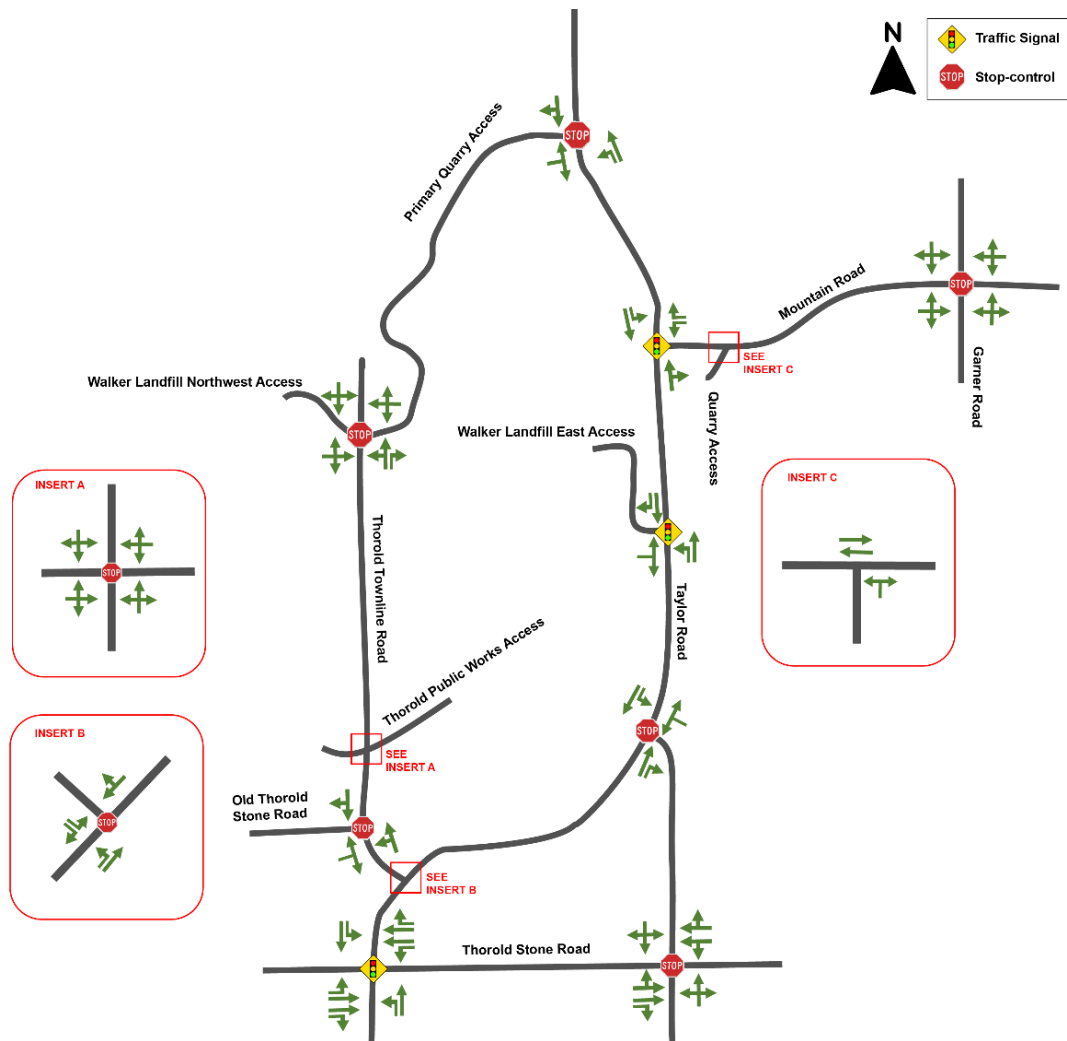 N
Traffic Signal
STOP
Stop-control
STOP
Primary Quarry Access
Mountain Road
STOP
SEE
INSERT C
Garner Road
Quarry Access
Walker Landfill Northwest Access
STOP
Walker Landfill East Access
INSERT A
STOP
INSERT C
Thorold Townline Road
Taylor Road
Thorold Public Works Access
SEE
INSERT A
STOP
INSERT B
STOP
Old Thorold
Stone Road
STOP
SEE
INSERT B
Thorold Stone Road
STOP